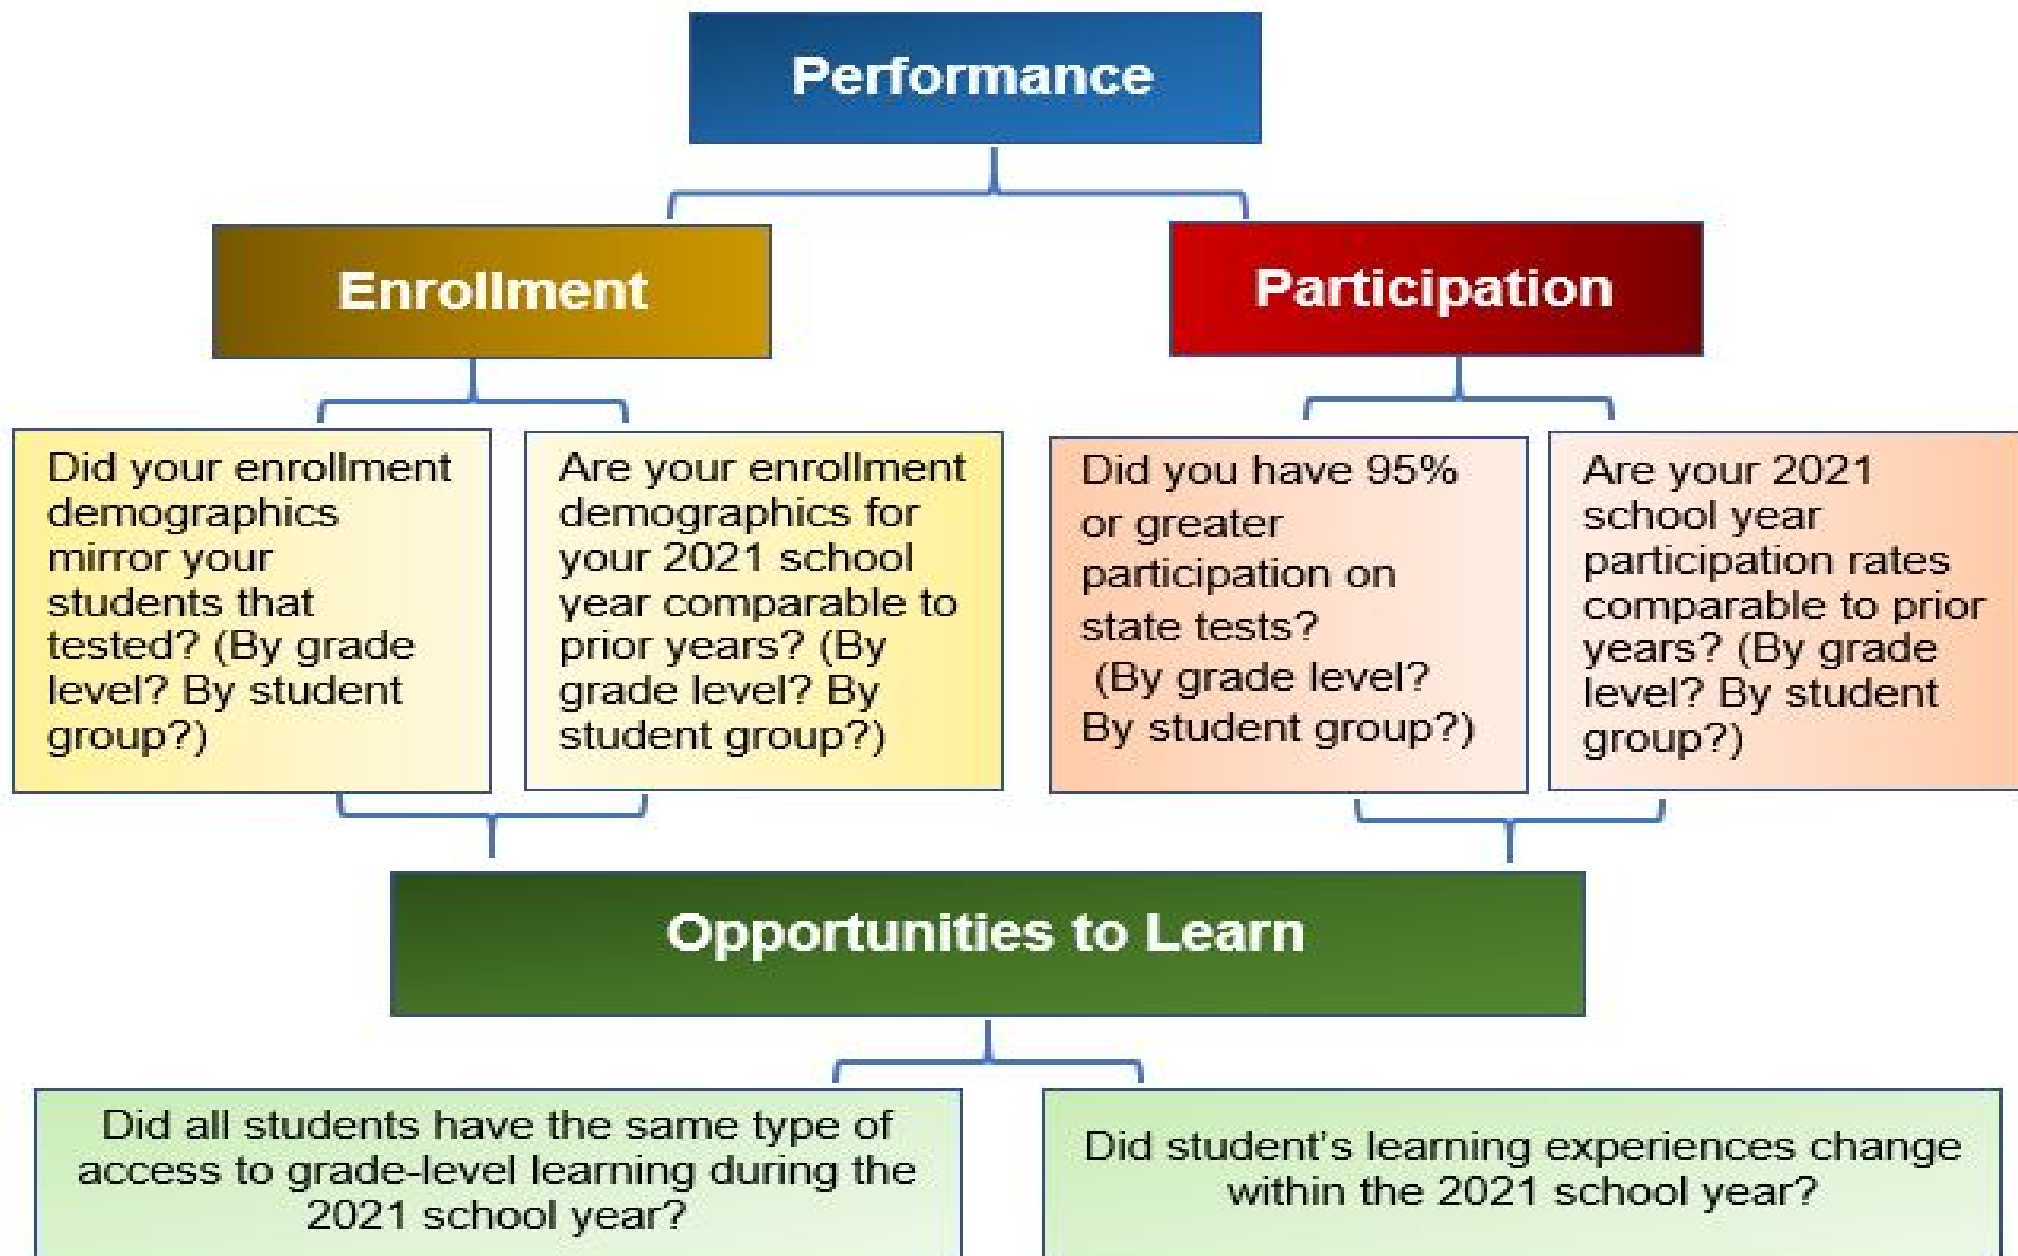 Performance
Enrollment
Participation
Did your enrollment
demographics
mirror your
students that
tested? (By grade
level? By student
group?)
Are your enrollment
demographics for
your 2021 school
year comparable to
prior years? (By
grade level? By
student group?)
Did you have 95%
or greater
participation on
state tests?
(By grade level?
By student group?)
Are your 2021
school year
participation rates
comparable to prior
years? (By grade
level? By student
group?)
Opportunities to Learn
Did all students have the same type of
access to grade-level learning during the
2021 school year?
Did student's learning experiences change
within the 2021 school year?